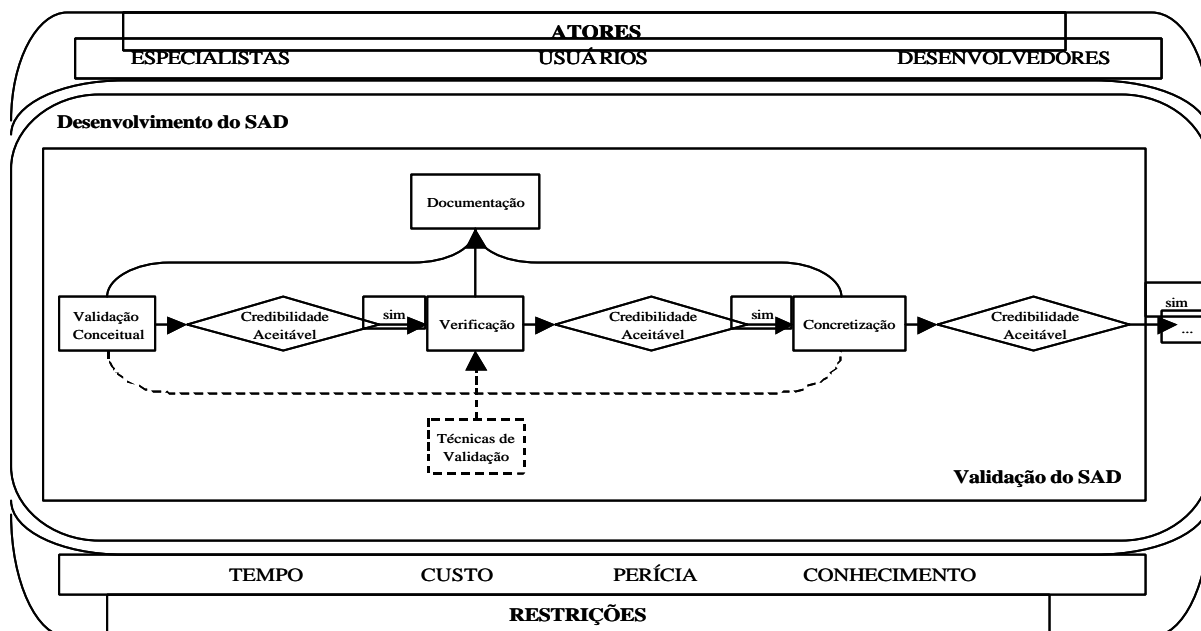 ATORES
ESPECIALISTAS USUÁRIOS DESENVOLVEDORES
Desenvolvimento do SAD
Documentação
Validação
Conceitual
Credibilidade
Aceitável
sim
Verificação
Credibilidade
Aceitável
sim
Concretização
Credibilidade
Aceitável
sim
...
Técnicas de
Validação
Validação do SAD
TEMPO CUSTO PERÍCIA CONHECIMENTO
RESTRIÇÕES